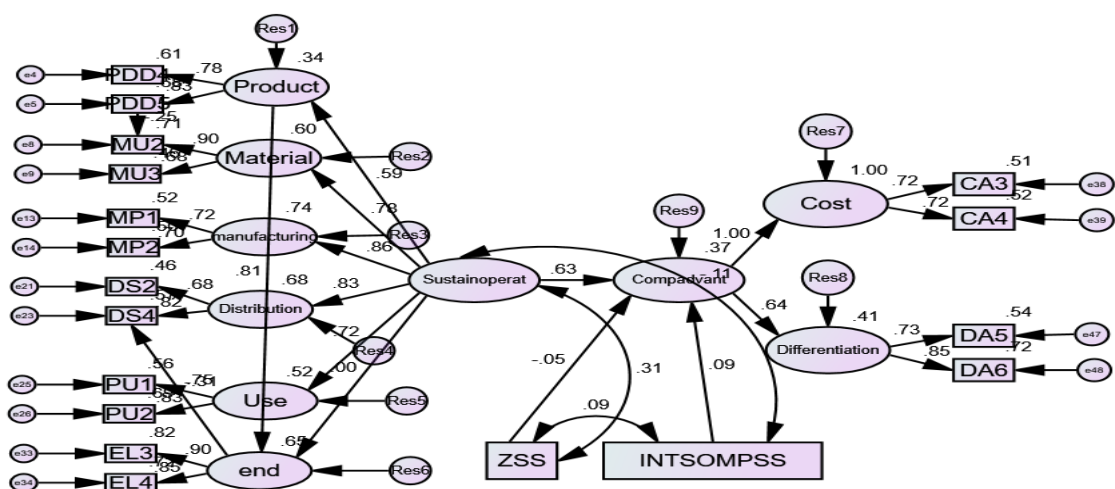 Res1
.61
.34
e4
PDD4
.78
Product
e5
PDD5
.83
.25
.71
.60
Res7
e8
MU2
.90
Material
Res2
1.00
.51
e9
MU3
.68
.59
.72
CA3
e38
.52
.78
Res9
Cost
.52
e13
MP1
.72
.74
manufacturing
Res3
.72
CA4
e39
e14
MP2
.70
.86
1.00
.37
.46
.81
.68
Sustainoperat
.63
Compadvant
-.11
Res8
e21
DS2
.68
Distribution
.83
.64
.41
.54
e23
DS4
.82
.73
DA5
e47
.72
Res4
Differentiation
.72
.56
.00
-.05
.31
.09
.85
DA6
e48
e25
PU1
.75
.52
Use
Res5
e26
PU2
.83
.09
.82
.65
e33
EL3
.90
end
Res6
ZSS
INTSOMPSS
e34
EL4
.85